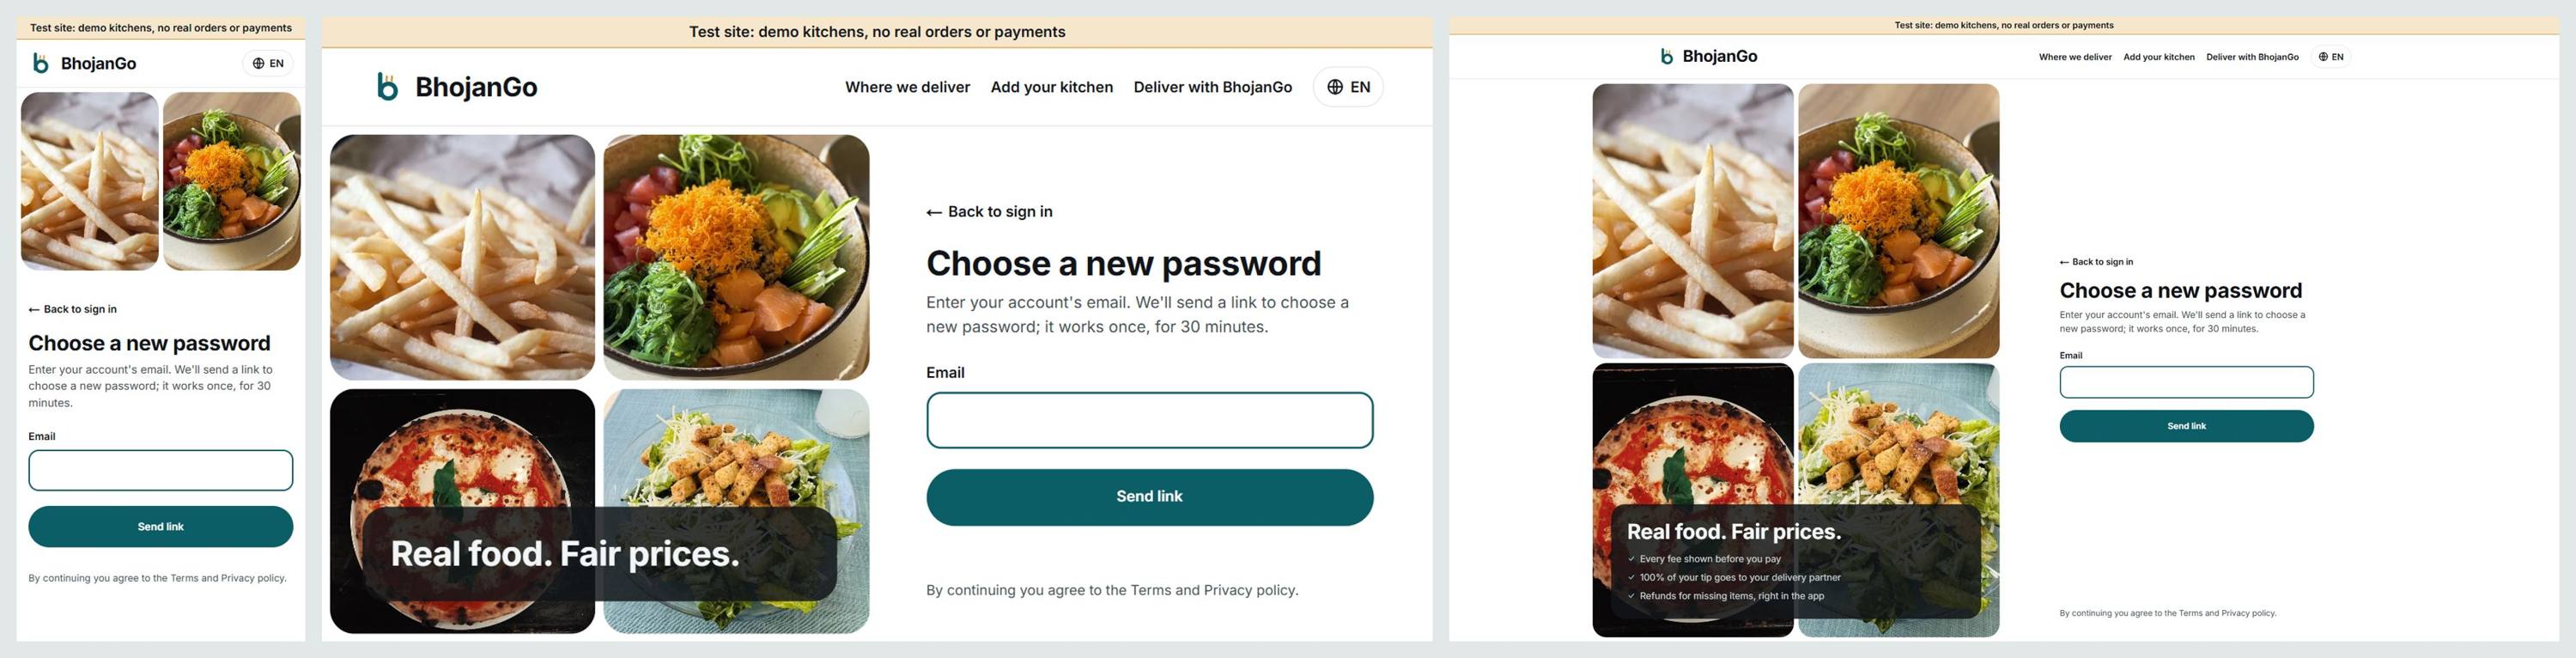 Test site: demo kitchens, no real orders or payments
BhojanGo
EN
← Back to sign in
Choose a new password
Enter your account's email. We'll send a link to
choose a new password; it works once, for 30
minutes.
Email
Send link
By continuing you agree to the Terms and Privacy policy.
Test site: demo kitchens, no real orders or payments
BhojanGo
Where we deliver Add your kitchen Deliver with BhojanGo EN
← Back to sign in
Choose a new password
Enter your account's email. We'll send a link to choose a
new password; it works once, for 30 minutes.
Email
Send link
Real food. Fair prices.
By continuing you agree to the Terms and Privacy policy.
Test site: demo kitchens, no real orders or payments
BhojanGo
Where we deliver Add your kitchen Deliver with BhojanGo EN
← Back to sign in
Choose a new password
Enter your account's email. We'll send a link to choose a
new password; it works once, for 30 minutes.
Email
Send link
Real food. Fair prices.
✓ Every fee shown before you pay
✓ 100% of your tip goes to your delivery partner
✓ Refunds for missing items, right in the app
By continuing you agree to the Terms and Privacy policy.